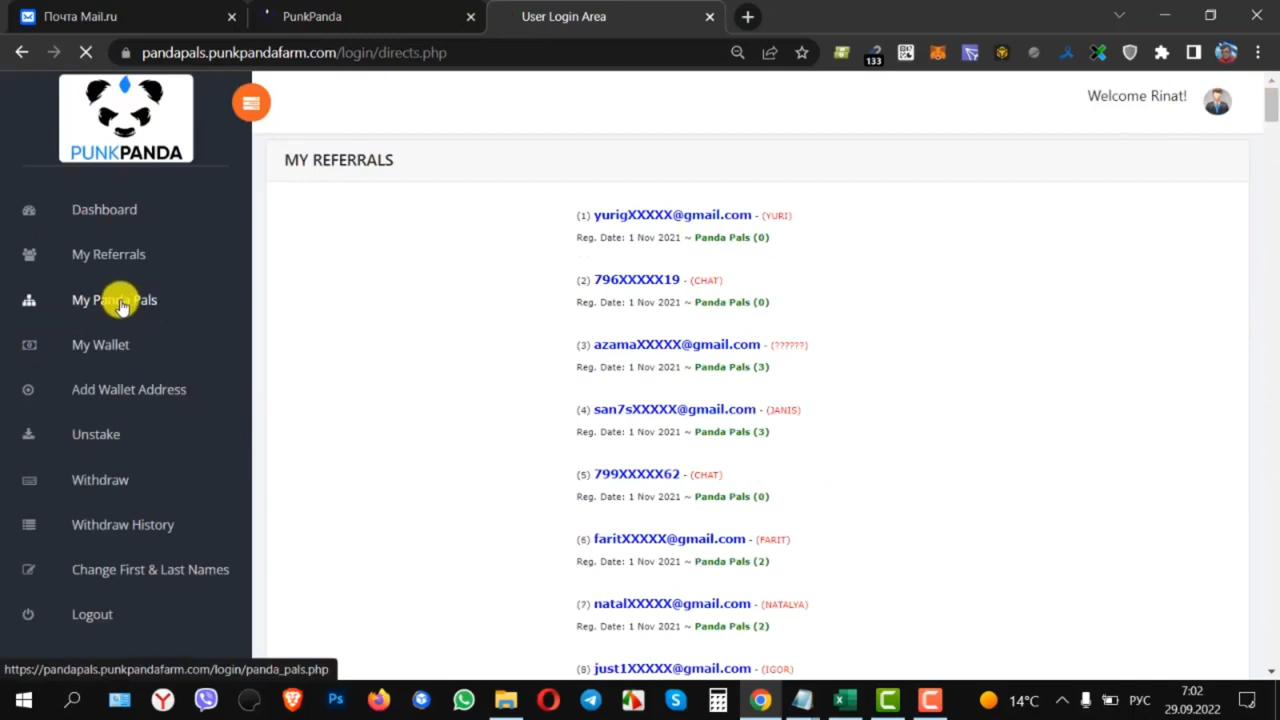 Почта Mail.ru
PunkPanda
User Login Area
pandapals.punkpandafarm.com/login/directs.php
133
PUNKPANDA
Welcome Rinat!
MY REFERRALS
Dashboard
My Referrals
My Panda Pals
My Wallet
Add Wallet Address
Unstake
Withdraw
Withdraw History
Change First & Last Names
Logout
(1) yurigXXXXX@gmail.com - (YURI)
Reg. Date: 1 Nov 2021 ~ Panda Pals (0)
(2) 796XXXXX19 - (CHAT)
Reg. Date: 1 Nov 2021 ~ Panda Pals (0)
(3) azamaXXXXX@gmail.com - (??????)
Reg. Date: 1 Nov 2021 ~ Panda Pals (3)
(4) san7sXXXXX@gmail.com - (JANIS)
Reg. Date: 1 Nov 2021 ~ Panda Pals (3)
(5) 799XXXXX62 - (CHAT)
Reg. Date: 1 Nov 2021 ~ Panda Pals (0)
(6) faritXXXXX@gmail.com - (FARIT)
Reg. Date: 1 Nov 2021 ~ Panda Pals (2)
(7) natalXXXXX@gmail.com - (NATALYA)
Reg. Date: 1 Nov 2021 ~ Panda Pals (2)
(8) just1XXXXX@gmail.com - (IGOR)
https://pandapals.punkpandafarm.com/login/panda_pals.php
Ps
14°C
РУС
7:02
29.09.2022